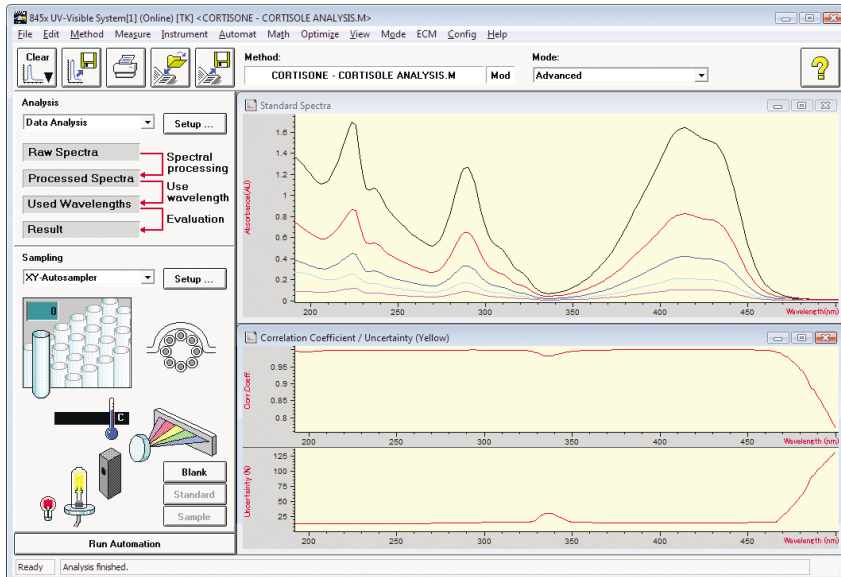 845x UV-Visible System[1] (Online) [TK] <CORTISONE - CORTISOLE ANALYSIS.M>
File Edit Method Measure Instrument Automat Math Optimize View Mode ECM Config Help
Clear
Method:
CORTISONE - CORTISOLE ANALYSIS.M Mod
Mode:
Advanced
?
Analysis
Data Analysis Setup ...
Raw Spectra
Processed Spectra
Used Wavelengths
Result
Spectral
processing
Use
wavelength
Evaluation
Sampling
XY-Autosampler Setup ...
0
C
Blank
Standard
Sample
Run Automation
Standard Spectra
Absorbance(AU)
1.6
1.4
1.2
1
0.8
0.6
0.4
0.2
0
200 250 300 350 400 450 Wavelength(nm)
Correlation Coefficient / Uncertainty (Yellow)
Corr.Coeff.
0.95
0.9
0.85
0.8
200 250 300 350 400 450 Wavelength (nm)
Uncertainty (N)
125
100
75
50
25
200 250 300 350 400 450 Wavelength (nm)
Ready Analysis finished.